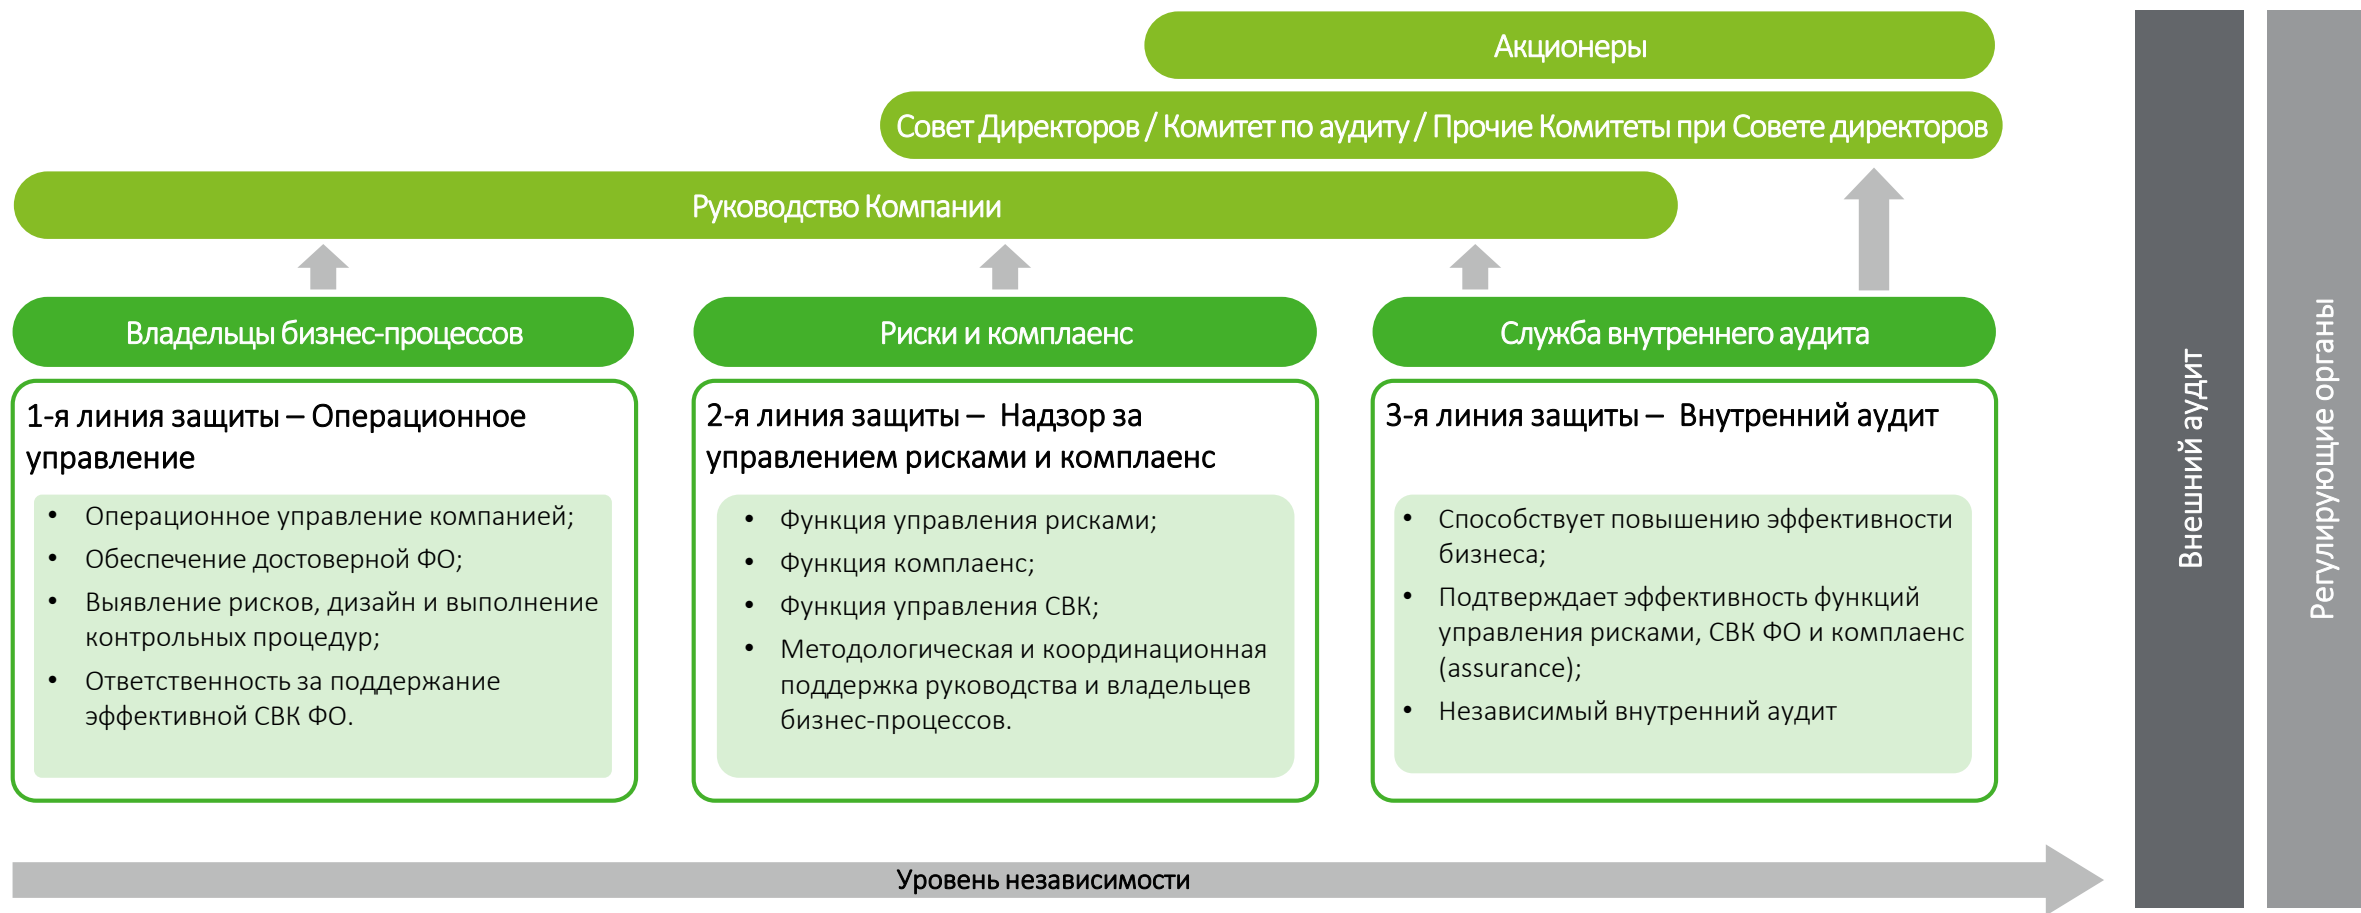 Акционеры
Совет Директоров / Комитет по аудиту / Прочие Комитеты при Совете директоров
Руководство Компании
Владельцы бизнес-процессов
1-я линия защиты – Операционное
управление
• Операционное управление компанией;
• Обеспечение достоверной ФО;
• Выявление рисков, дизайн и выполнение
контрольных процедур;
• Ответственность за поддержание
эффективной СВК ФО.
Риски и комплаенс
2-я линия защиты – Надзор за
управлением рисками и комплаенс
• Функция управления рисками;
• Функция комплаенс;
• Функция управления СВК;
• Методологическая и координационная
поддержка руководства и владельцев
бизнес-процессов.
Служба внутреннего аудита
3-я линия защиты – Внутренний аудит
• Способствует повышению эффективности
бизнеса;
• Подтверждает эффективность функций
управления рисками, СВК ФО и комплаенс
(assurance);
• Независимый внутренний аудит
Уровень независимости
Внешний аудит
Регулирующие органы